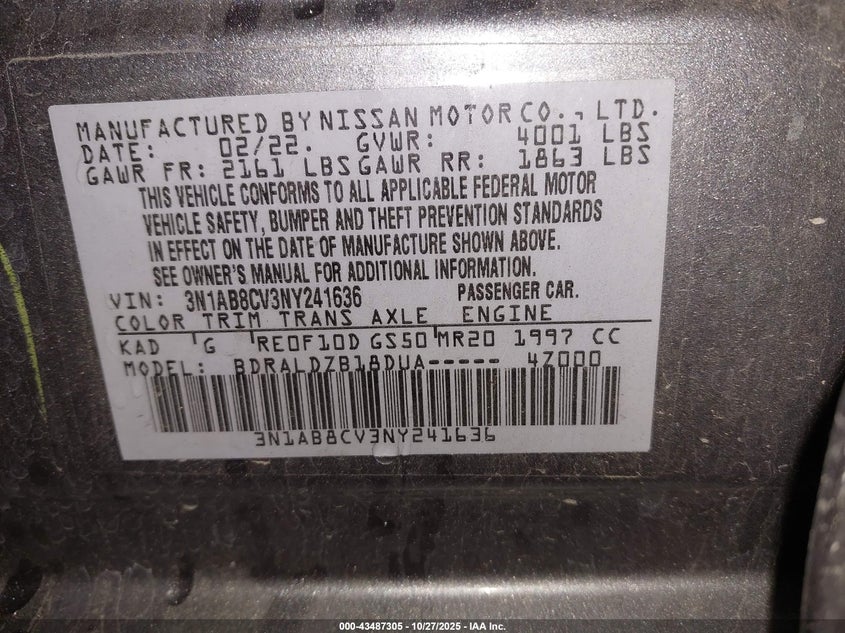 MANUFACTURED BY NISSAN MOTOR CO., LTD.
DATE: 02/22. GVWR: 4001 LBS
GAWR FR: 2161 LBS GAWR RR: 1863 LBS
THIS VEHICLE CONFORMS TO ALL APPLICABLE FEDERAL MOTOR
VEHICLE SAFETY, BUMPER AND THEFT PREVENTION STANDARDS
IN EFFECT ON THE DATE OF MANUFACTURE SHOWN ABOVE.
SEE OWNER'S MANUAL FOR ADDITIONAL INFORMATION.
VIN: 3N1AB8CV3NY241636 PASSENGER CAR.
COLOR TRIM TRANS AXLE ENGINE
KAD G RE0F10D GS50 MR20 1997 CC
MODEL: BDRALDZB18DUA----- 4Z000
3N1AB8CV3NY241636
000-43487305 | 10/27/2025 - IAA Inc.